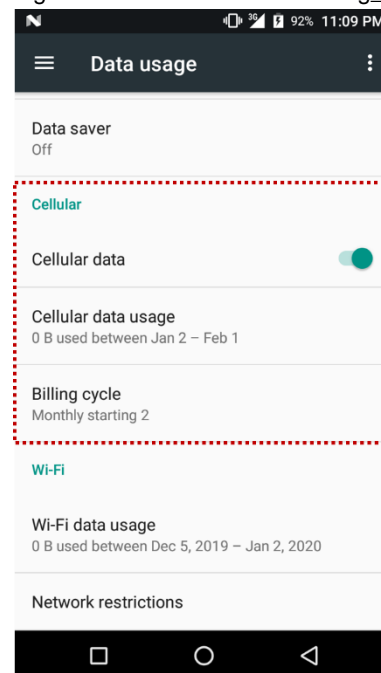 3G 92% 11:09 PM
Data usage
Data saver
Off
Cellular
Cellular data
Cellular data usage
0 B used between Jan 2 – Feb 1
Billing cycle
Monthly starting 2
Wi-Fi
Wi-Fi data usage
0 B used between Dec 5, 2019 – Jan 2, 2020
Network restrictions